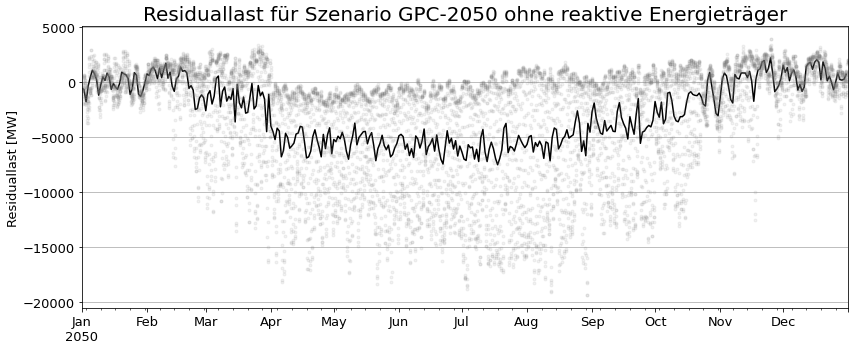 Residuallast für Szenario GPC-2050 ohne reaktive Energieträger
Residuallast [MW]
5000
0
−5000
−10000
−15000
−20000
Jan Feb Mar Apr May Jun Jul Aug Sep Oct Nov Dec
2050